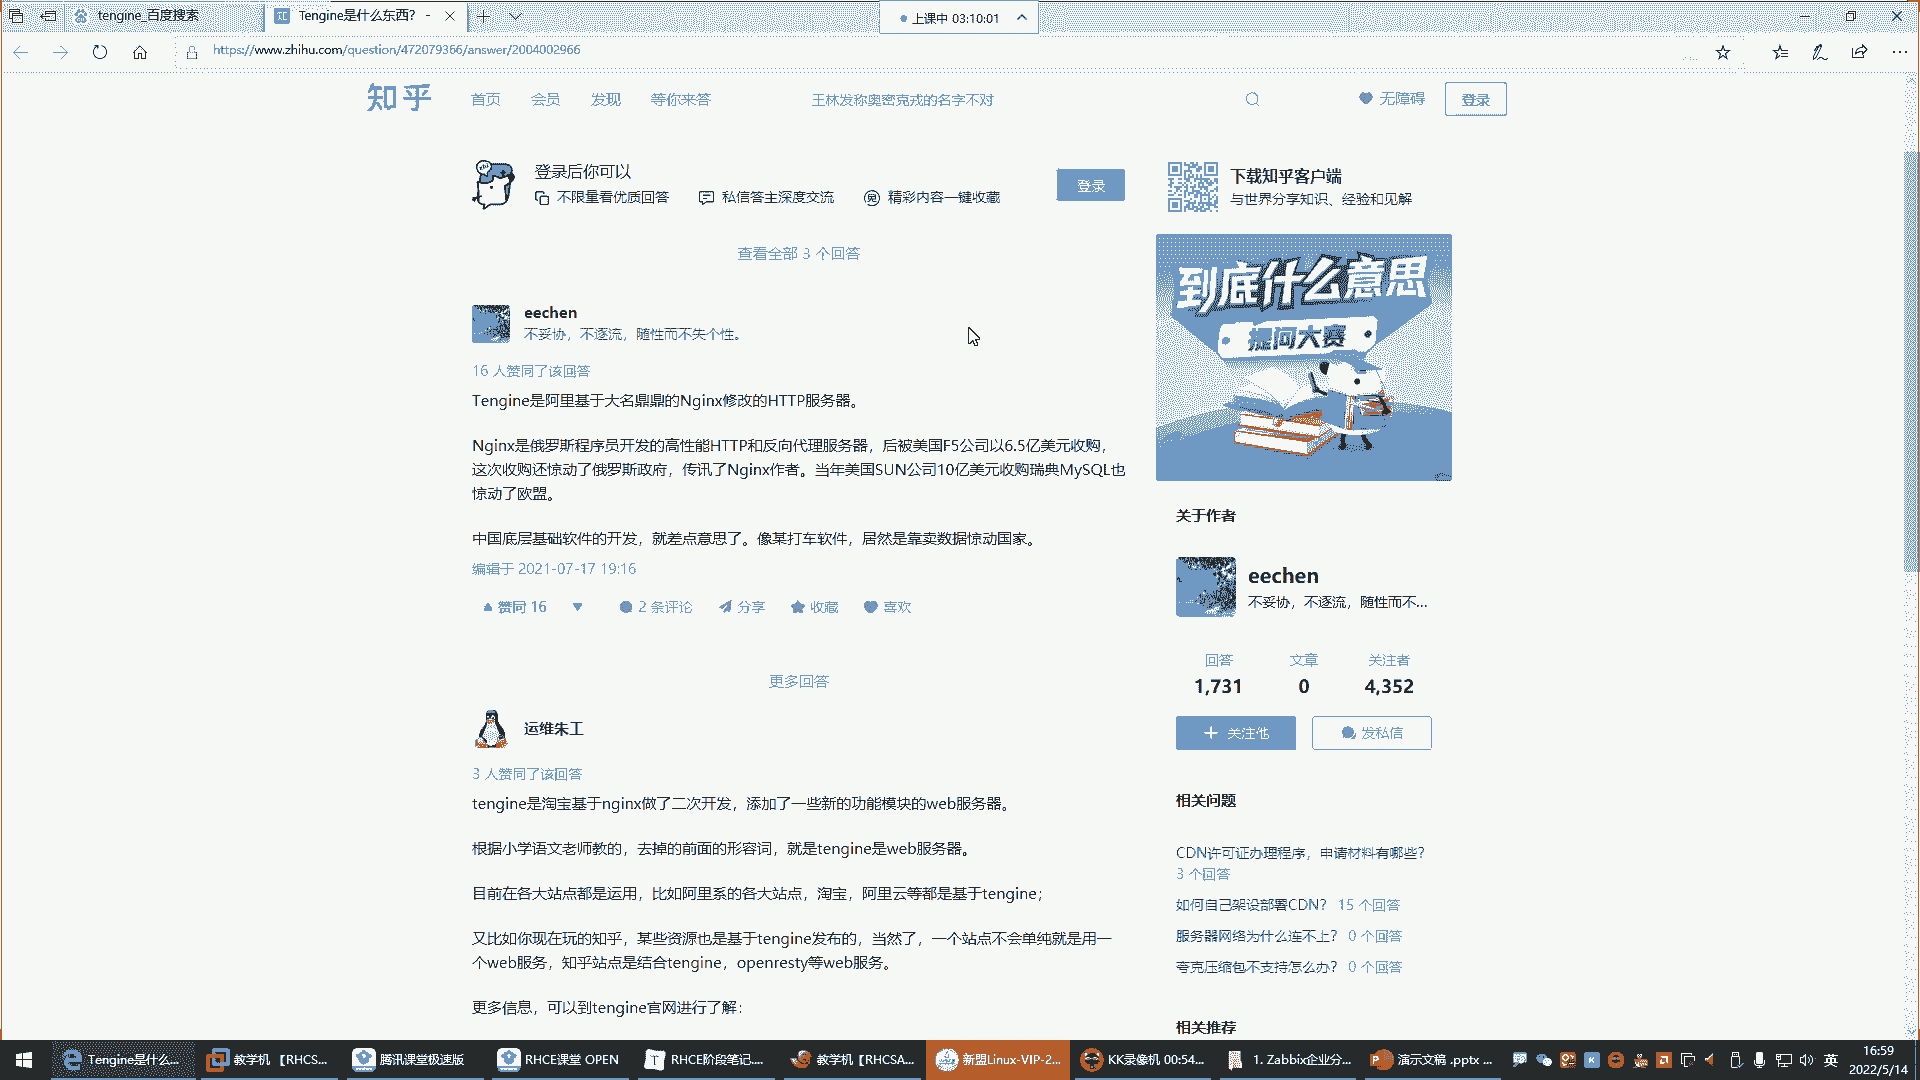 tengine_百度搜索
Tengine是什么东西? -
上课中 03:10:01
https://www.zhihu.com/question/472079366/answer/2004002966
知乎 首页 会员 发现 等你来答 王林发称奥密克戎的名字不对 无障碍 登录
登录后你可以
不限量看优质回答 私信答主深度交流 精彩内容一键收藏
登录
下载知乎客户端
与世界分享知识、经验和见解
查看全部 3 个回答
到底什么意思
提问大赛
eechen
不妥协，不逐流，随性而不失个性。
16 人赞同了该回答
Tengine是阿里基于大名鼎鼎的Nginx修改的HTTP服务器。
Nginx是俄罗斯程序员开发的高性能HTTP和反向代理服务器，后被美国F5公司以6.5亿美元收购，
这次收购还惊动了俄罗斯政府，传讯了Nginx作者。当年美国SUN公司10亿美元收购瑞典MySQL也
惊动了欧盟。
中国底层基础软件的开发，就差点意思了。像某打车软件，居然是靠卖数据惊动国家。
编辑于 2021-07-17 19:16
赞同 16 2 条评论 分享 收藏 喜欢
更多回答
运维朱工
3 人赞同了该回答
tengine是淘宝基于nginx做了二次开发，添加了一些新的功能模块的web服务器。
根据小学语文老师教的，去掉的前面的形容词，就是tengine是web服务器。
目前在各大站点都是运用，比如阿里系的各大站点，淘宝，阿里云等都是基于tengine；
又比如你现在玩的知乎，某些资源也是基于tengine发布的，当然了，一个站点不会单纯就是用一
个web服务，知乎站点是结合tengine，openresty等web服务。
更多信息，可以到tengine官网进行了解：
关于作者
eechen
不妥协，不逐流，随性而不...
回答 文章 关注者
1,731 0 4,352
关注他 发私信
相关问题
CDN许可证办理程序，申请材料有哪些？
3 个回答
如何自己架设部署CDN？ 15 个回答
服务器网络为什么连不上？ 0 个回答
夸克压缩包不支持怎么办？ 0 个回答
相关推荐
Tengine是什么... 教学机【RHCS... 腾讯课堂极速版 RHCE课堂 OPEN RHCE阶段笔记.... 教学机【RHCSA... 新盟Linux-VIP-2... KK录像机 00:54... 1. Zabbix企业分... 演示文稿 .pptx ... 英
16:59
2022/5/14